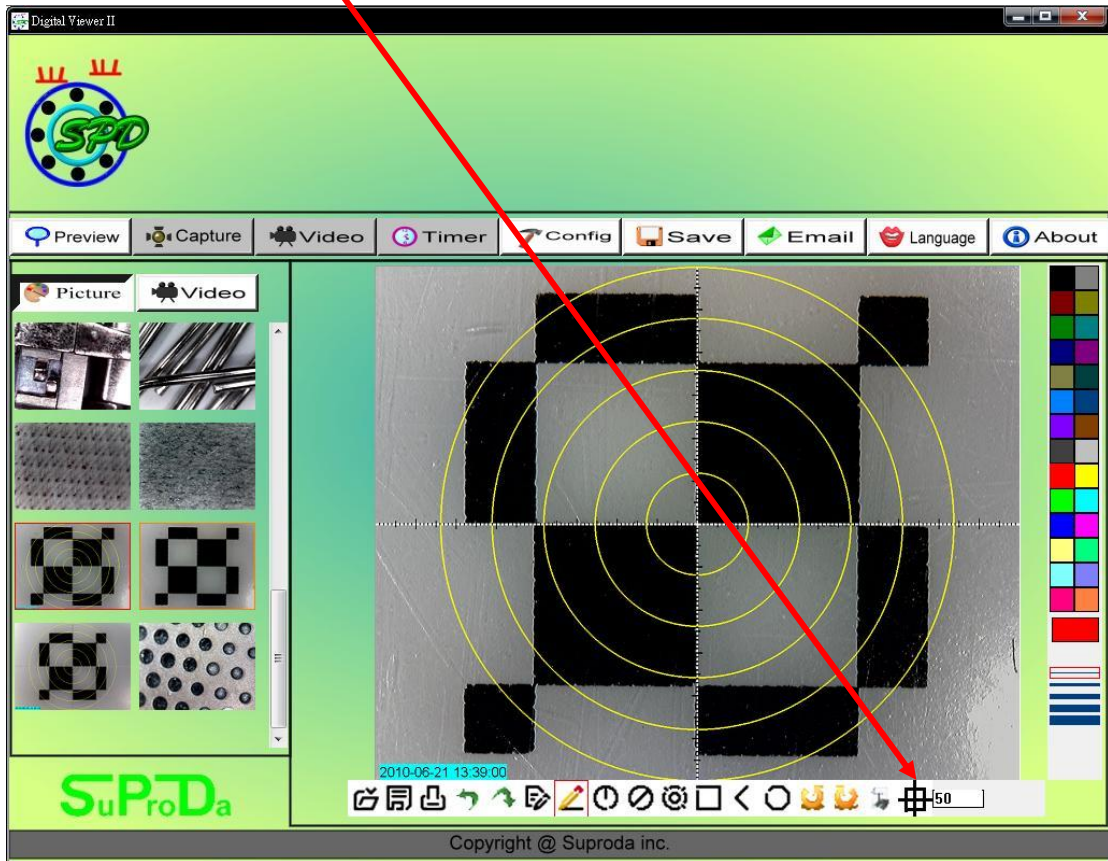 Digital Viewer II
SPD
Preview
Capture
Video
Timer
Config
Save
Email
Language
About
Picture
Video
2010-06-21 13:39:00
50
SuProDa
Copyright @ Suproda inc.